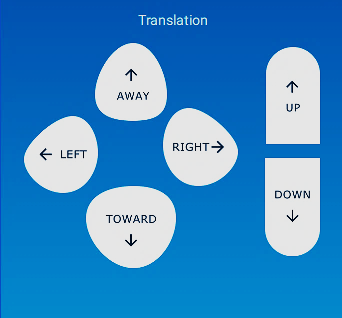 Translation
AWAY
UP
LEFT
RIGHT
DOWN
TOWARD